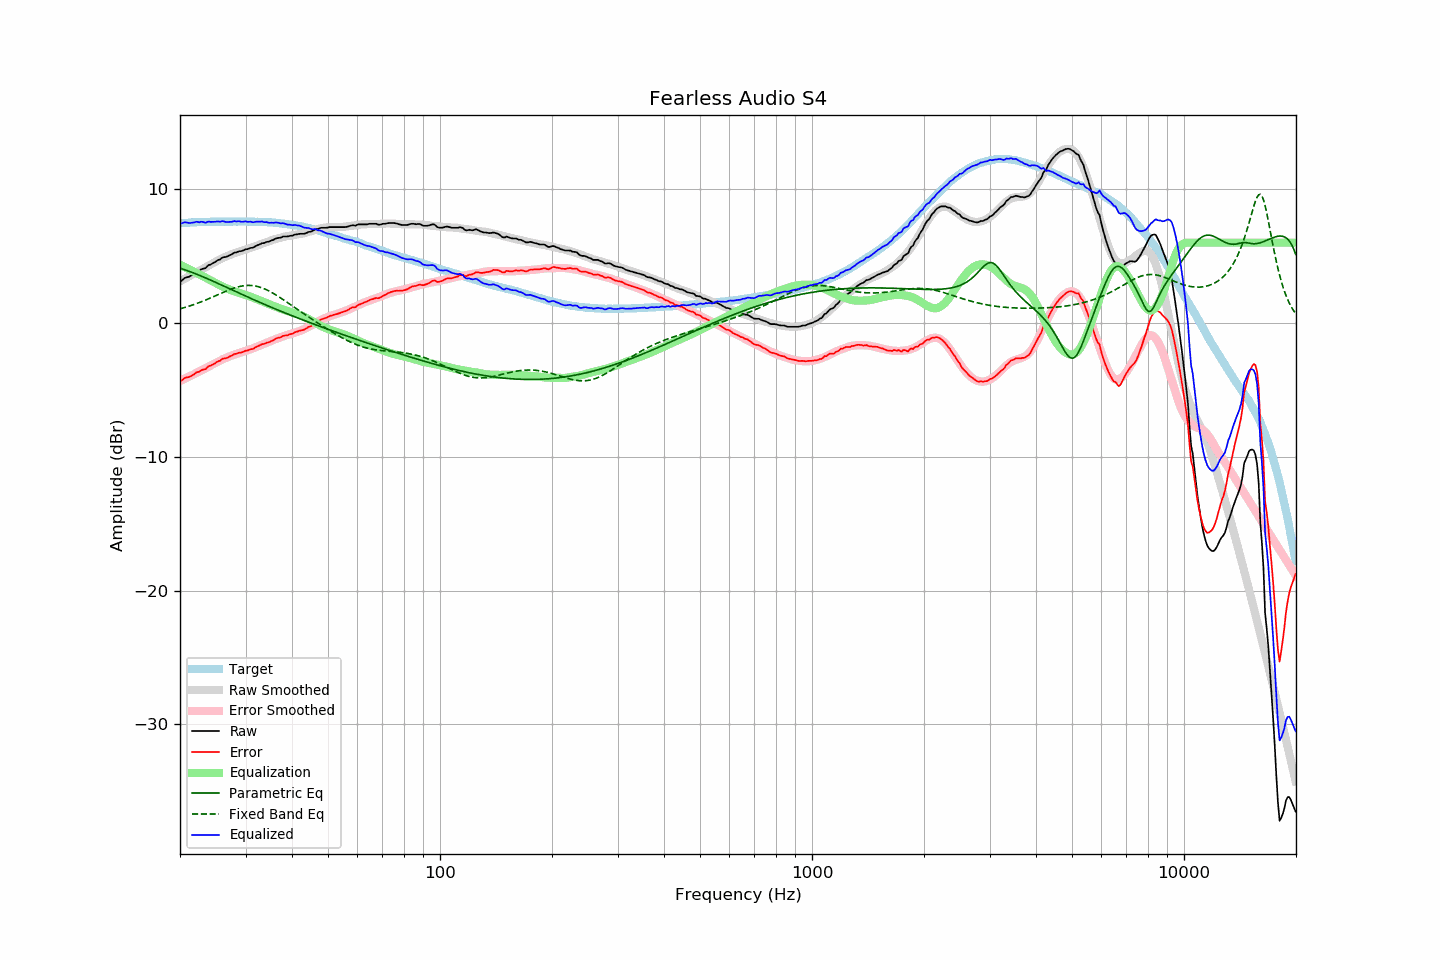 Fearless Audio S4
10
0
−10
−20
−30
Amplitude (dBr)
Target
Raw Smoothed
Error Smoothed
Raw
Error
Equalization
Parametric Eq
Fixed Band Eq
Equalized
100
1000
10000
Frequency (Hz)